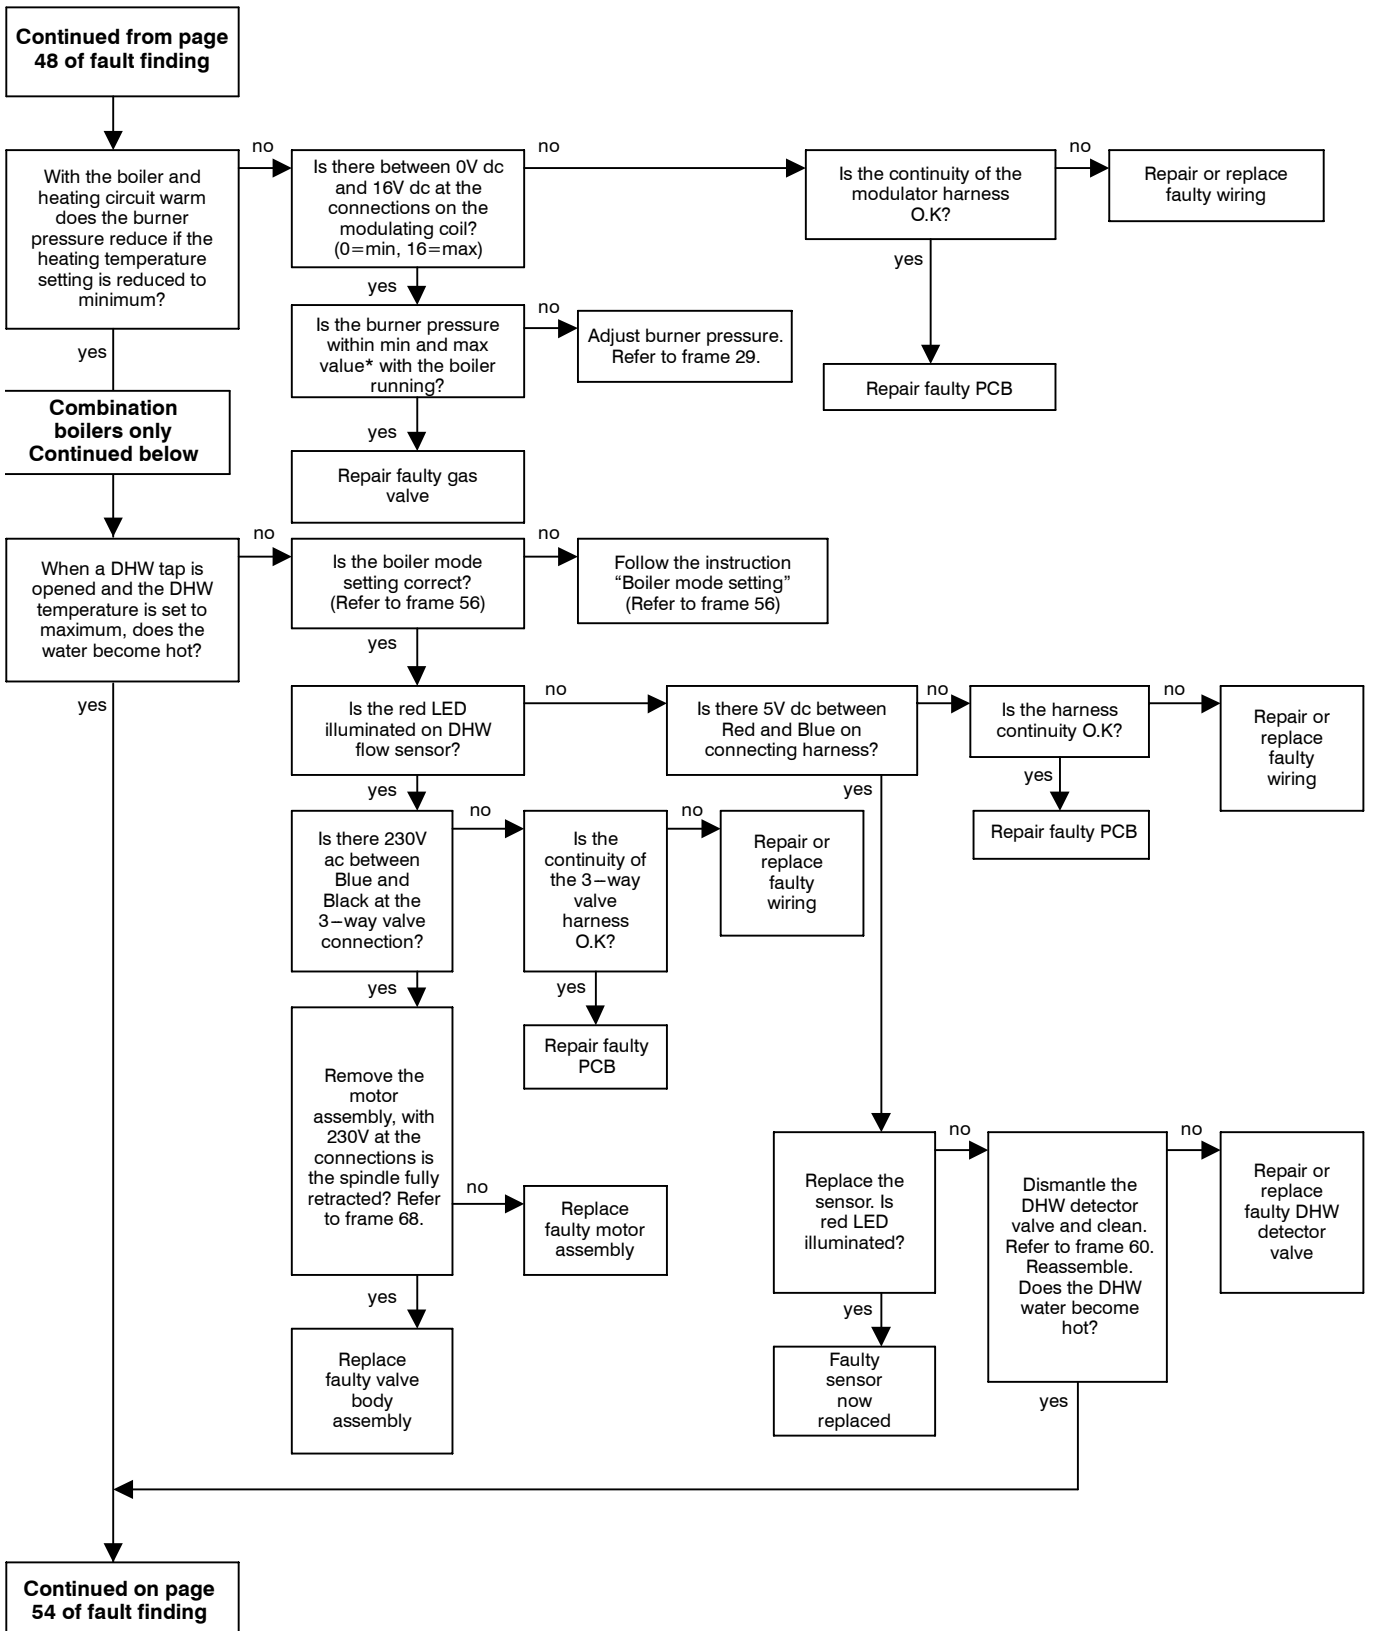 Continued from page
48 of fault finding
no
no
no
With the boiler and
heating circuit warm
does the burner
pressure reduce if the
heating temperature
setting is reduced to
minimum?
Is there between 0V dc
and 16V dc at the
connections on the
modulating coil?
(0=min, 16=max)
Is the continuity of the
modulator harness
O.K?
Repair or replace
faulty wiring
yes
yes
no
Is the burner pressure
within min and max
value* with the boiler
running?
Adjust burner pressure.
Refer to frame 29.
yes
Repair faulty PCB
Combination
boilers only
Continued below
yes
Repair faulty gas
valve
no
no
When a DHW tap is
opened and the DHW
temperature is set to
maximum, does the
water become hot?
Is the boiler mode
setting correct?
(Refer to frame 56)
Follow the instruction
“Boiler mode setting”
(Refer to frame 56)
yes
yes
no
no
no
Is the red LED
illuminated on DHW
flow sensor?
Is there 5V dc between
Red and Blue on
connecting harness?
Is the harness
continuity O.K?
Repair or
replace
faulty
wiring
yes
yes
yes
no
no
Is there 230V
ac between
Blue and
Black at the
3−way valve
connection?
Is the
continuity of
the 3−way
valve
harness
O.K?
Repair or
replace
faulty
wiring
Repair faulty PCB
yes
yes
Remove the
motor
assembly, with
230V at the
connections is
the spindle fully
retracted? Refer
to frame 68.
Repair faulty
PCB
no
no
no
Replace
faulty motor
assembly
Replace the
sensor. Is
red LED
illuminated?
Dismantle the
DHW detector
valve and clean.
Refer to frame 60.
Reassemble.
Does the DHW
water become
hot?
Repair or
replace
faulty DHW
detector
valve
yes
yes
Replace
faulty valve
body
assembly
Faulty
sensor
now
replaced
yes
Continued on page
54 of fault finding